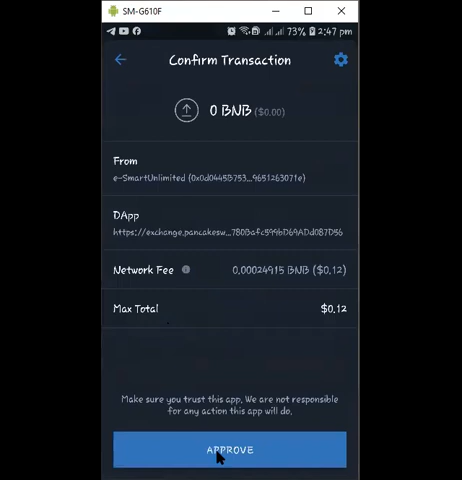 SM-G610F
73% 2:47 pm
Confirm Transaction
0 BNB ($0.00)
From
e-SmartUnlimited (0x0d0445B753...9651263071e)
DApp
https://exchange.pancakesw...780Bafc599bD69ADd087D56
Network Fee 0.00024915 BNB ($0.12)
Max Total $0.12
Make sure you trust this app. We are not responsible
for any action this app will do.
APPROVE